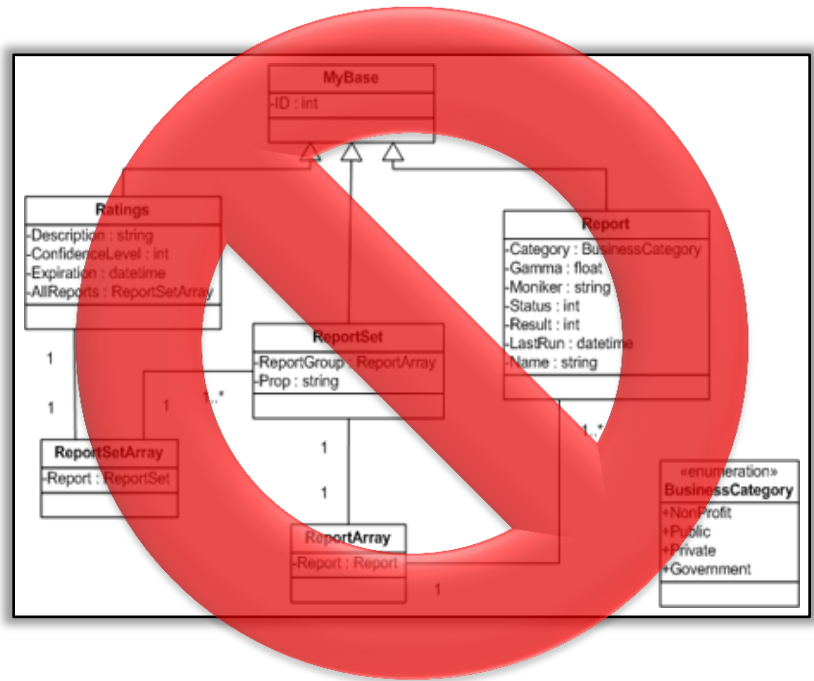 MyBase
-ID : int
Ratings
-Description : string
-ConfidenceLevel : int
-Expiration : datetime
-AllReports : ReportSetArray
Report
-Category : BusinessCategory
-Gamma : float
-Moniker : string
-Status : int
-Result : int
-LastRun : datetime
-Name : string
ReportSet
-ReportGroup : ReportArray
-Prop : string
1
1
1
1..*
ReportSetArray
-Report : ReportSet
1
1
ReportArray
-Report : Report
1
1..*
«enumeration»
BusinessCategory
+NonProfit
+Public
+Private
+Government